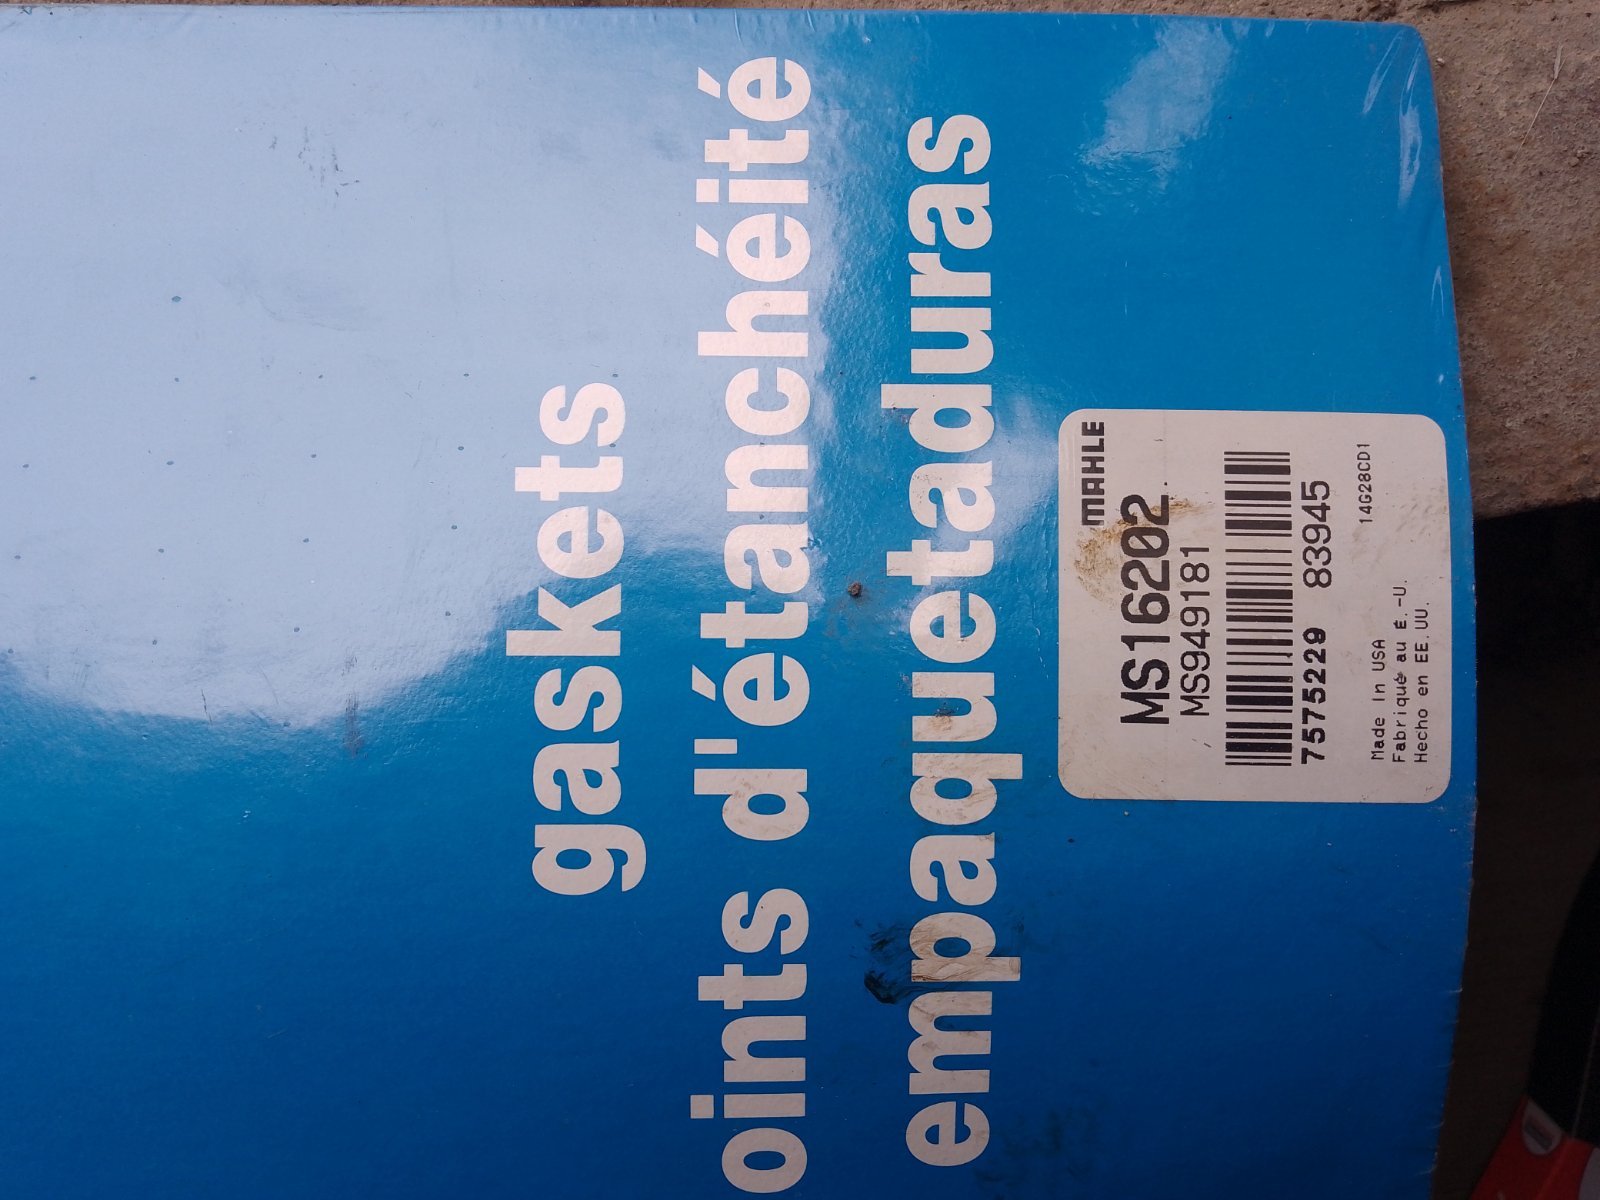 gaskets
oints d'étanchéité
empaquetaduras
MAHLE
MS16202
MS949181
7575229 83945
14G28CD1
Made In USA
Fabriqué au É.-U.
Hecho en EE.UU.